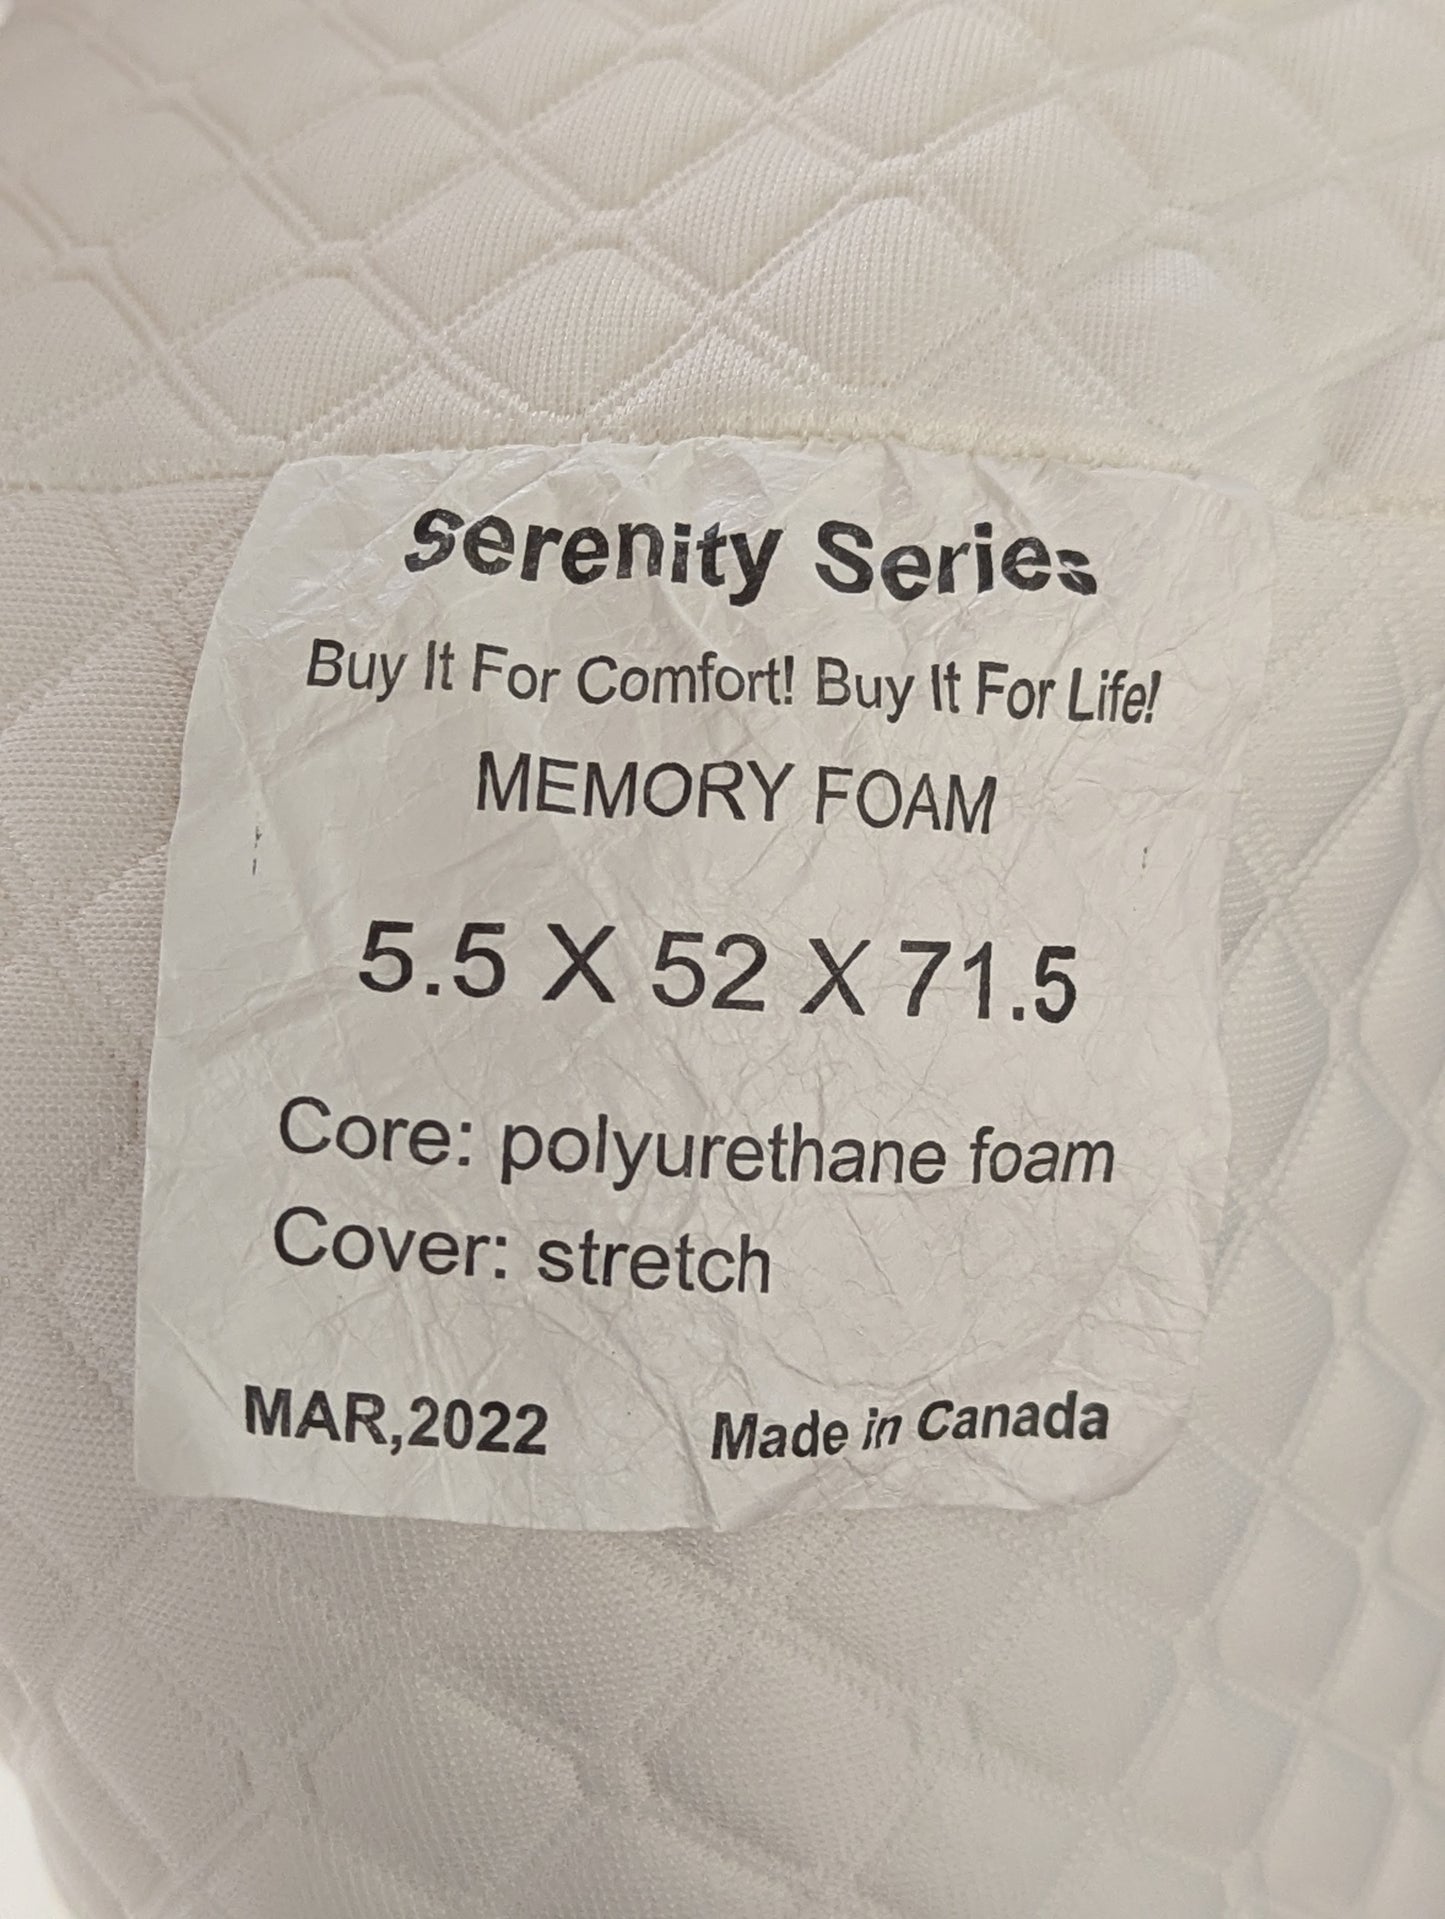 serenity Series
Buy It For Comfort! Buy It For Life!
MEMORY FOAM
5.5 X 52 X 71.5
Core: polyurethane foam
Cover: stretch
MAR,2022 Made in Canada